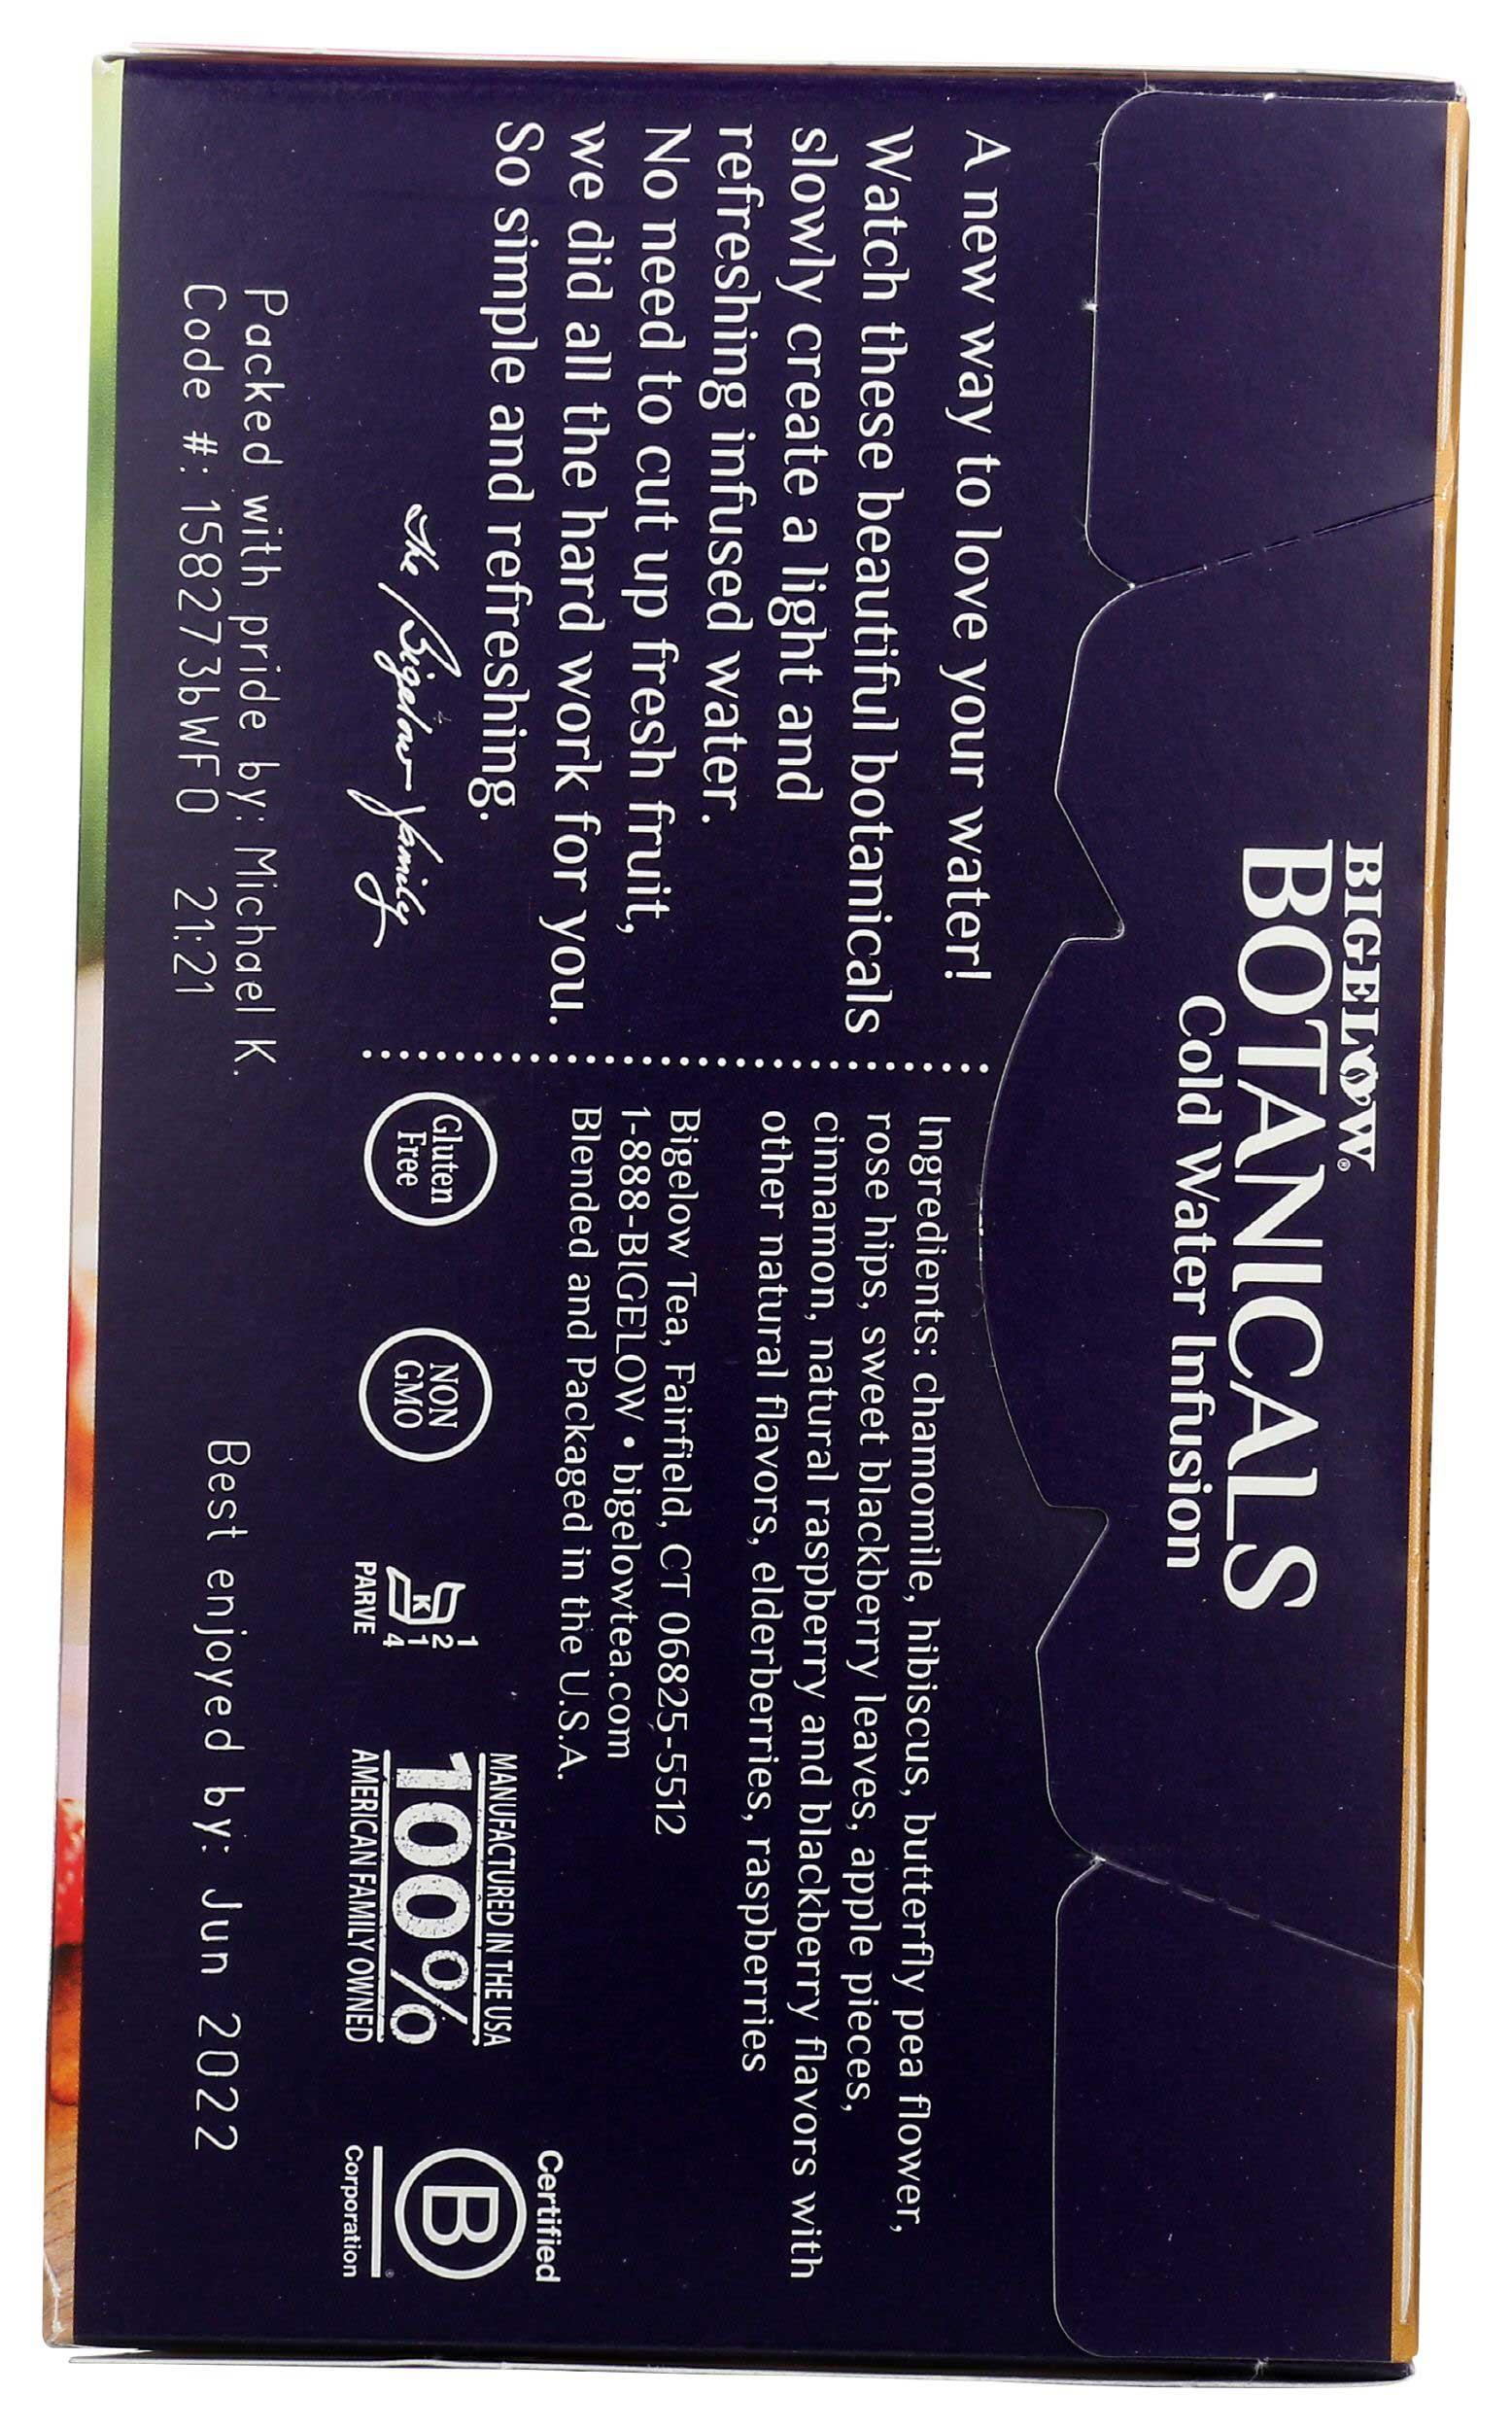 BIGELOW®
BOTANICALS
Cold Water Infusion
A new way to love your water!
Watch these beautiful botanicals
slowly create a light and
refreshing infused water.
No need to cut up fresh fruit,
we did all the hard work for you.
So simple and refreshing.
The Bigelow Family
Ingredients: chamomile, hibiscus, butterfly pea flower,
rose hips, sweet blackberry leaves, apple pieces,
cinnamon, natural raspberry and blackberry flavors with
other natural flavors, elderberries, raspberries
Bigelow Tea, Fairfield, CT 06825-5512
1-888-BIGELOW • bigelowtea.com
Blended and Packaged in the U.S.A.
Gluten
Free
NON
GMO
K
1
2
1
4
PARVE
MANUFACTURED IN THE USA
100%
AMERICAN FAMILY OWNED
Certified
B
Corporation
Packed with pride by: Michael K.
Code #: 158273bWF0 21:21
Best enjoyed by: Jun 2022